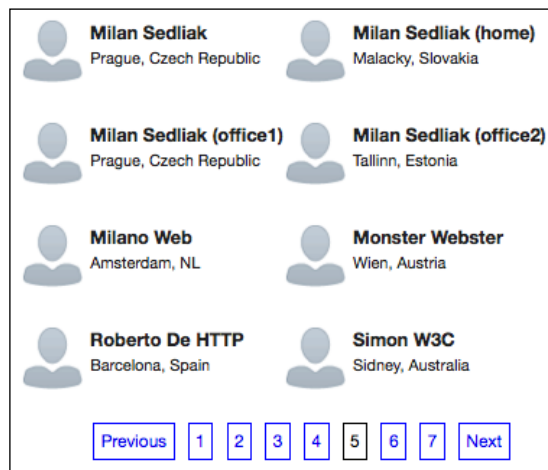 Milan Sedliak
Prague, Czech Republic
Milan Sedliak (home)
Malacky, Slovakia
Milan Sedliak (office1)
Prague, Czech Republic
Milan Sedliak (office2)
Tallinn, Estonia
Milano Web
Amsterdam, NL
Monster Webster
Wien, Austria
Roberto De HTTP
Barcelona, Spain
Simon W3C
Sidney, Australia
Previous 1 2 3 4 5 6 7 Next